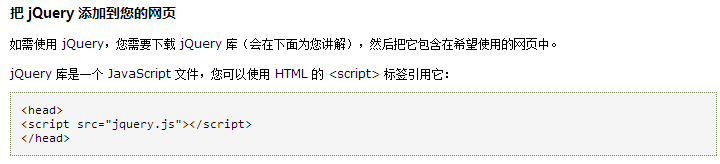 把 jQuery 添加到您的网页
如需使用 jQuery，您需要下载 jQuery 库（会在下面为您讲解），然后把它包含在希望使用的网页中。
jQuery 库是一个 JavaScript 文件，您可以使用 HTML 的 <script> 标签引用它：
<head>
<script src="jquery.js"></script>
</head>